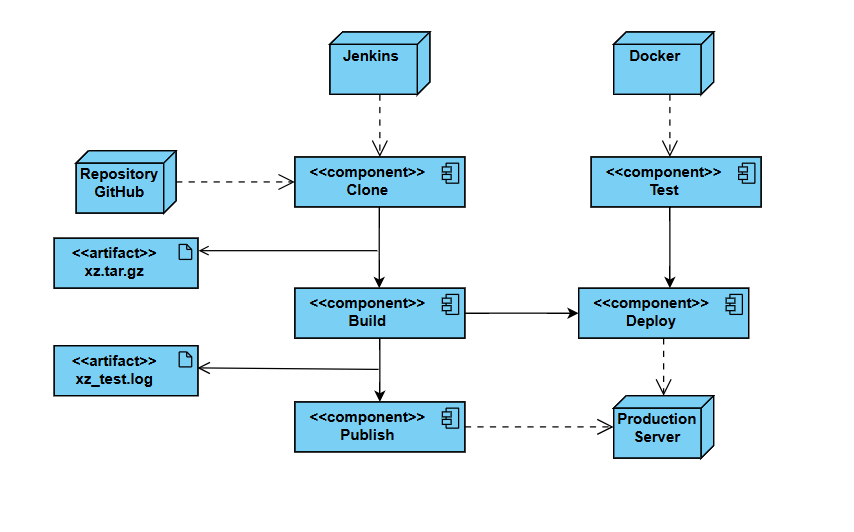 Jenkins
Docker
Repository
GitHub
<<component>>
Clone
<<component>>
Test
<<artifact>>
xz.tar.gz
<<component>>
Build
<<component>>
Deploy
<<artifact>>
xz_test.log
<<component>>
Publish
Production
Server